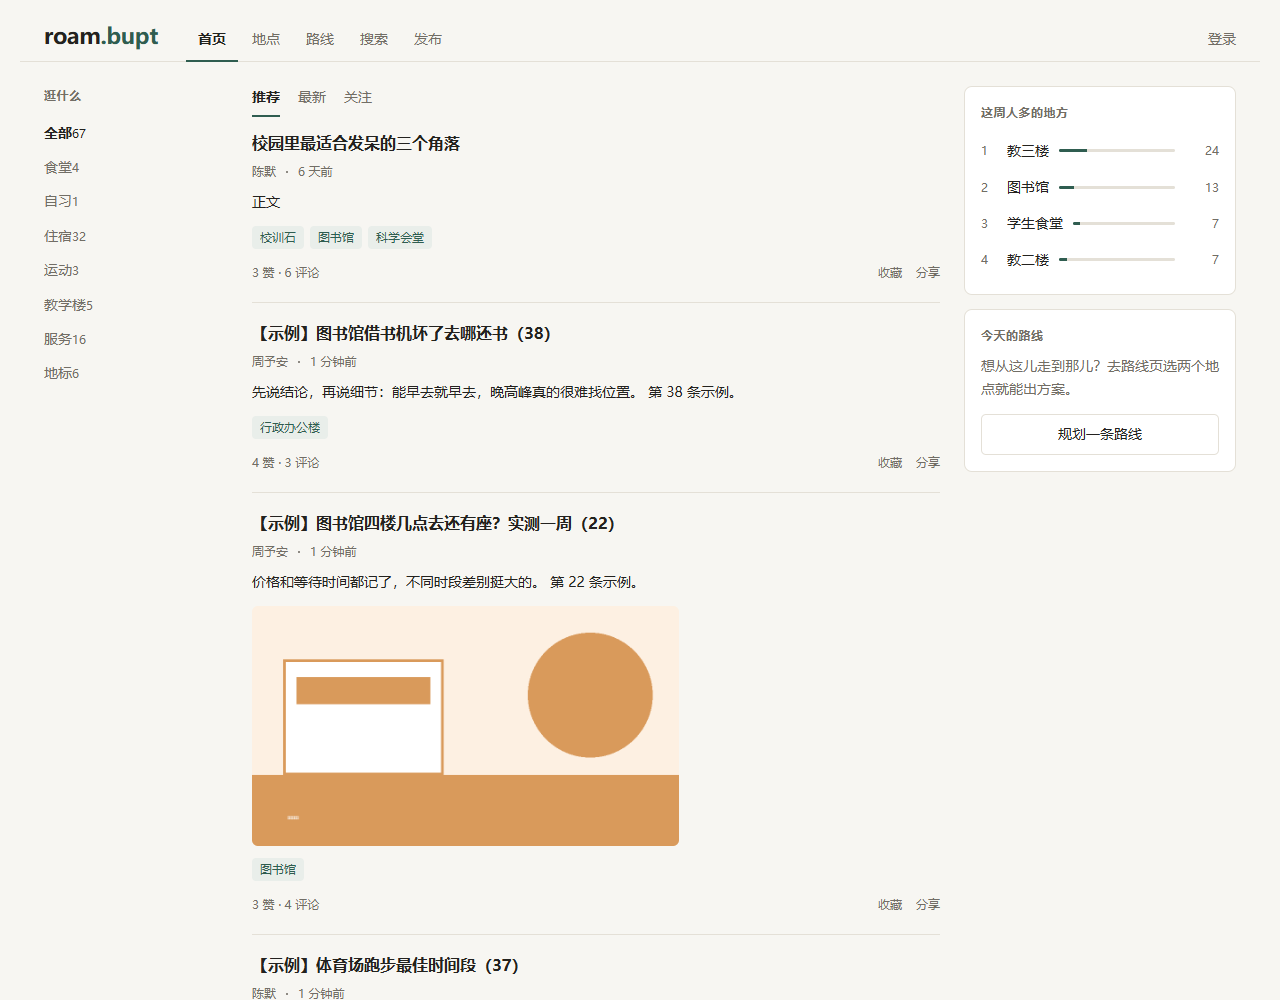 roam.bupt 首页 地点 路线 搜索 发布 登录
逛什么
全部67
食堂4
自习1
住宿32
运动3
教学楼5
服务16
地标6
推荐 最新 关注
校园里最适合发呆的三个角落
陈默 · 6 天前
正文
校训石 图书馆 科学会堂
3 赞 · 6 评论 收藏 分享
【示例】图书馆借书机坏了去哪还书（38）
周予安 · 1 分钟前
先说结论，再说细节：能早去就早去，晚高峰真的很难找位置。 第 38 条示例。
行政办公楼
4 赞 · 3 评论 收藏 分享
【示例】图书馆四楼几点去还有座？实测一周（22）
周予安 · 1 分钟前
价格和等待时间都记了，不同时段差别挺大的。 第 22 条示例。
图书馆
3 赞 · 4 评论 收藏 分享
【示例】体育场跑步最佳时间段（37）
陈默 · 1 分钟前
这周人多的地方
1 教三楼 24
2 图书馆 13
3 学生食堂 7
4 教二楼 7
今天的路线
想从这儿走到那儿？去路线页选两个地
点就能出方案。
规划一条路线